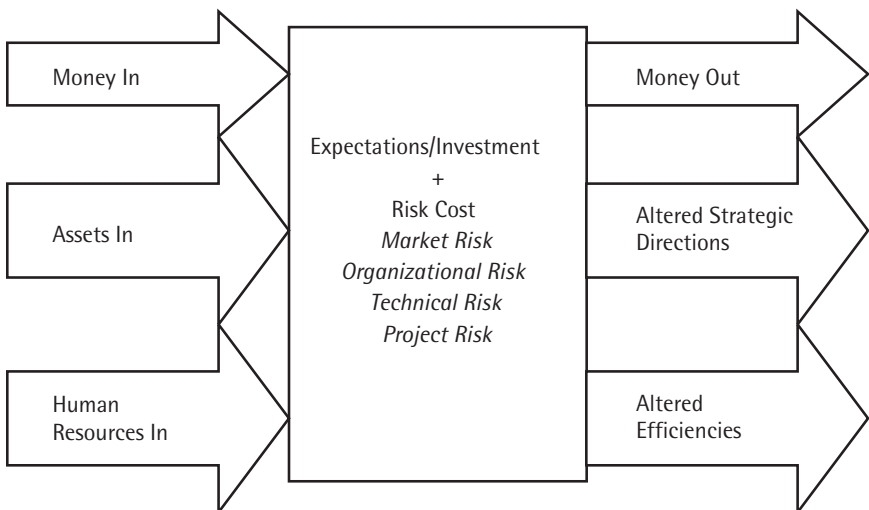 Money In
Assets In
Human
Resources In
Expectations/Investment
+
Risk Cost
Market Risk
Organizational Risk
Technical Risk
Project Risk
Money Out
Altered Strategic
Directions
Altered
Efficiencies